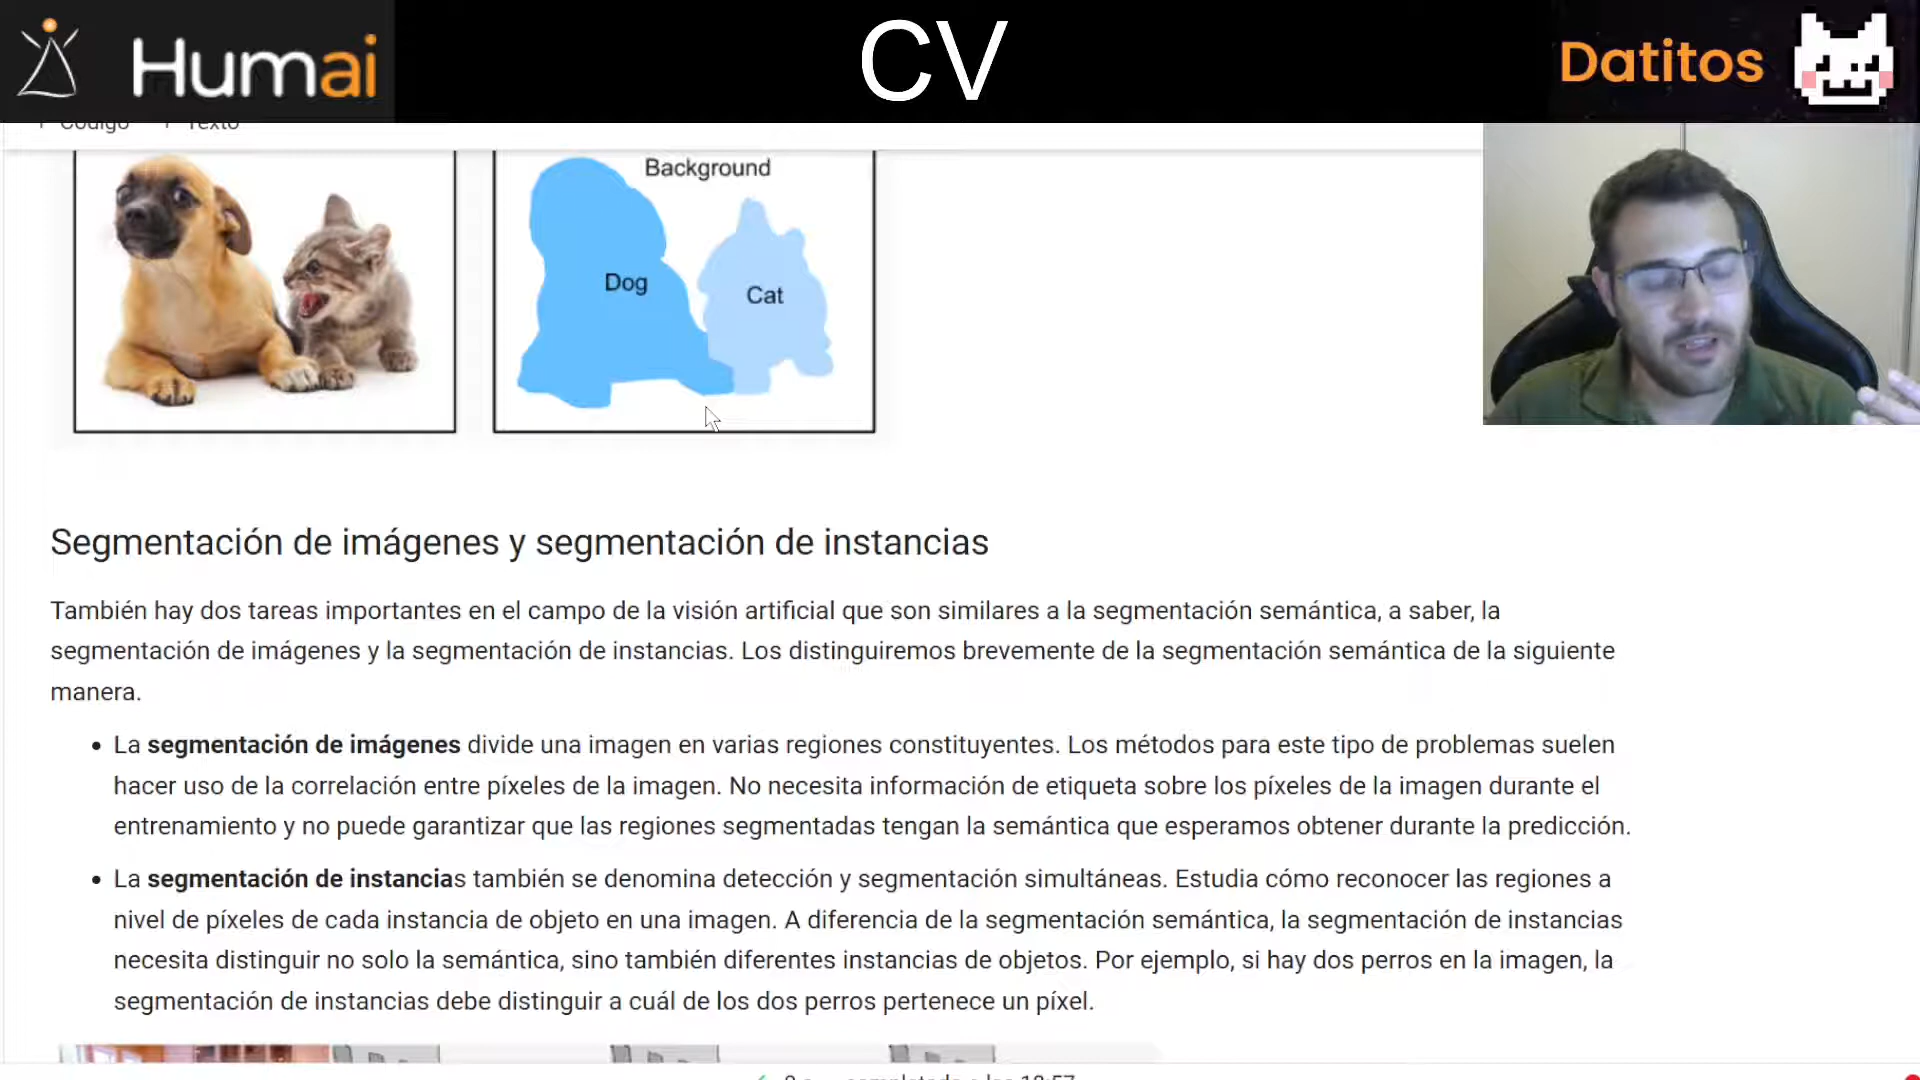 Humai
CV
Datitos
+ Código + Texto
Background
Dog
Cat
Segmentación de imágenes y segmentación de instancias
También hay dos tareas importantes en el campo de la visión artificial que son similares a la segmentación semántica, a saber, la
segmentación de imágenes y la segmentación de instancias. Los distinguiremos brevemente de la segmentación semántica de la siguiente
manera.
La segmentación de imágenes divide una imagen en varias regiones constituyentes. Los métodos para este tipo de problemas suelen
hacer uso de la correlación entre píxeles de la imagen. No necesita información de etiqueta sobre los píxeles de la imagen durante el
entrenamiento y no puede garantizar que las regiones segmentadas tengan la semántica que esperamos obtener durante la predicción.
La segmentación de instancias también se denomina detección y segmentación simultáneas. Estudia cómo reconocer las regiones a
nivel de píxeles de cada instancia de objeto en una imagen. A diferencia de la segmentación semántica, la segmentación de instancias
necesita distinguir no solo la semántica, sino también diferentes instancias de objetos. Por ejemplo, si hay dos perros en la imagen, la
segmentación de instancias debe distinguir a cuál de los dos perros pertenece un píxel.